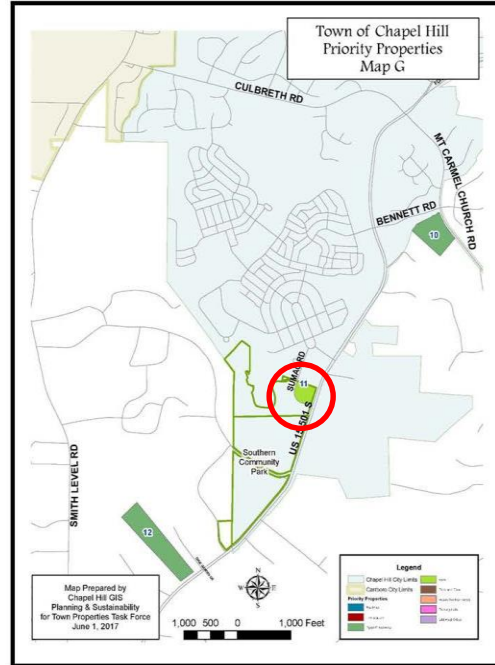 Town of Chapel Hill
Priority Properties
Map G
CULBRETH RD
MT CARMEL CHURCH RD
BENNETT RD
10
SUMAC RD
11
US 15 501 S
Southern
Community
Park
SMITH LEVEL RD
12
N
W
E
S
Map Prepared by
Chapel Hill GIS
Planning & Sustainability
for Town Properties Task Force
June 1, 2017
1,000 500 0 1,000 Feet
Legend
Chapel Hill City Limits
Carrboro City Limits
Priority Properties